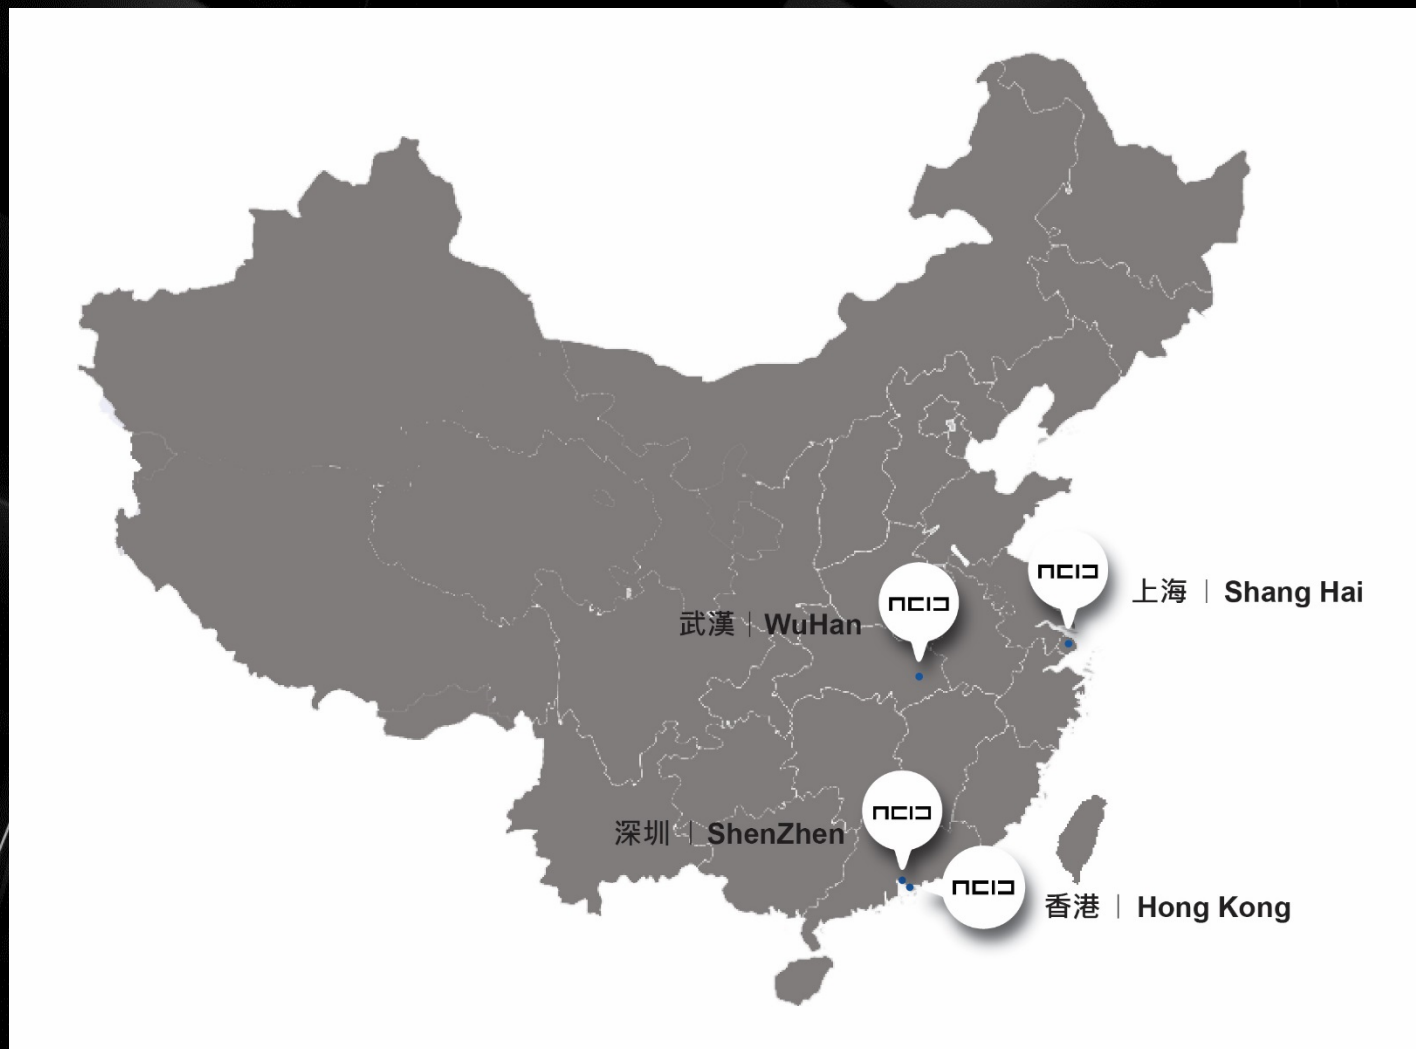 ncid
上海 | Shang Hai
ncid
武漢 | WuHan
ncid
深圳 | ShenZhen
ncid
香港 | Hong Kong